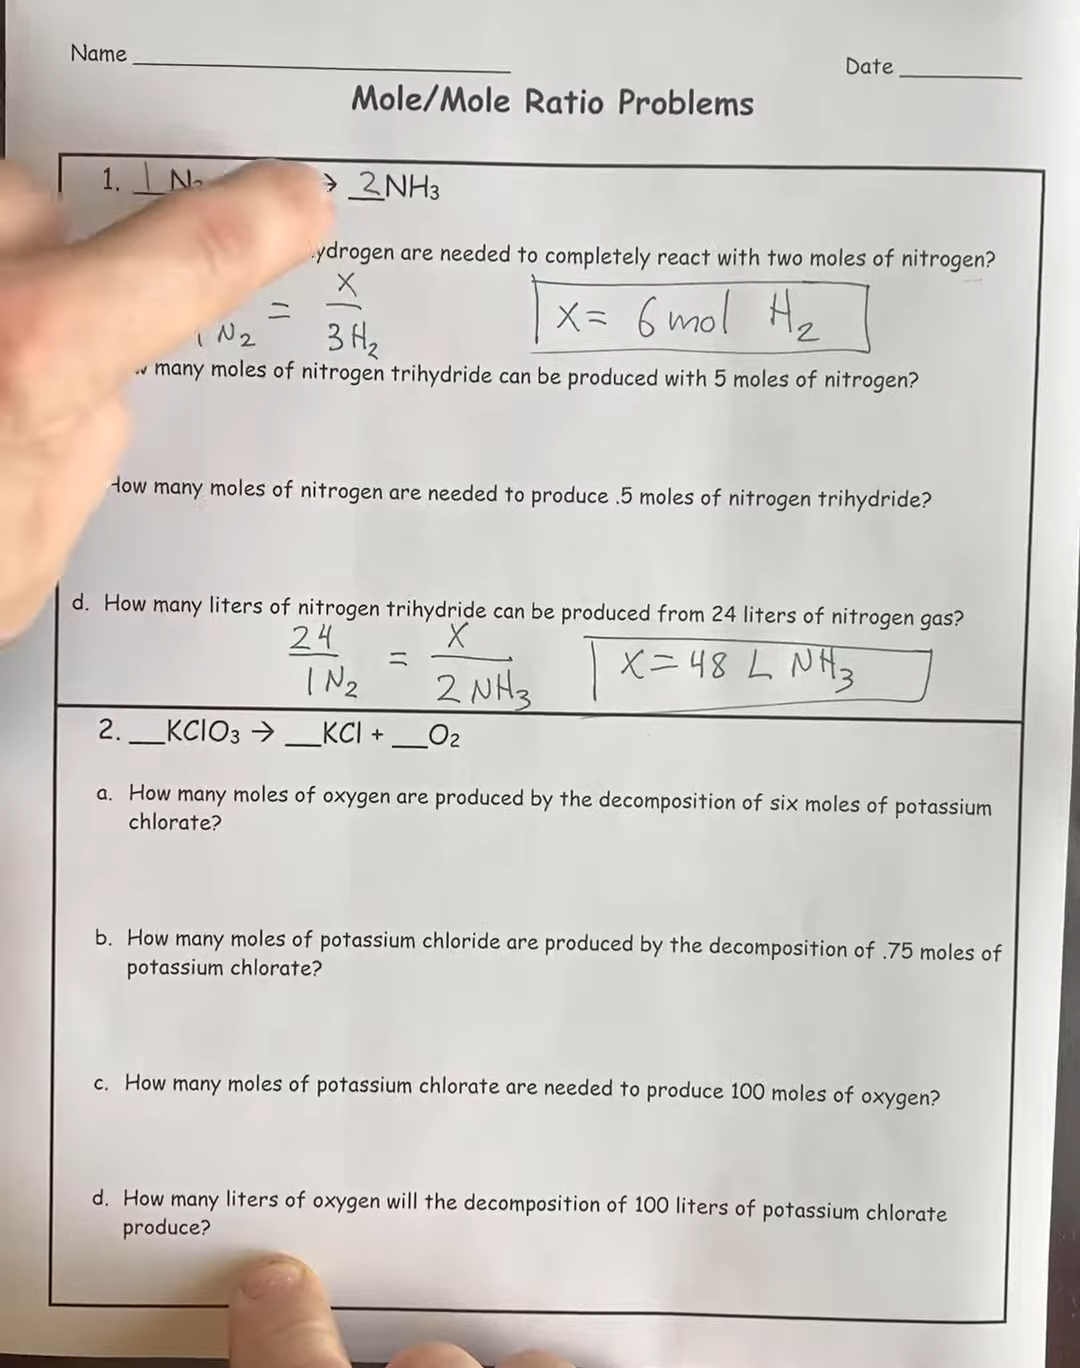 Name
Date
Mole/Mole Ratio Problems
1. 1 N₂ → 2NH₃
ydrogen are needed to completely react with two moles of nitrogen?
1 N₂ = X / 3 H₂
X = 6 mol H₂
many moles of nitrogen trihydride can be produced with 5 moles of nitrogen?
How many moles of nitrogen are needed to produce .5 moles of nitrogen trihydride?
d. How many liters of nitrogen trihydride can be produced from 24 liters of nitrogen gas?
24 / 1 N₂ = X / 2 NH₃
X = 48 L NH₃
2. __KClO₃ → __KCl + __O₂
a. How many moles of oxygen are produced by the decomposition of six moles of potassium
chlorate?
b. How many moles of potassium chloride are produced by the decomposition of .75 moles of
potassium chlorate?
c. How many moles of potassium chlorate are needed to produce 100 moles of oxygen?
d. How many liters of oxygen will the decomposition of 100 liters of potassium chlorate
produce?